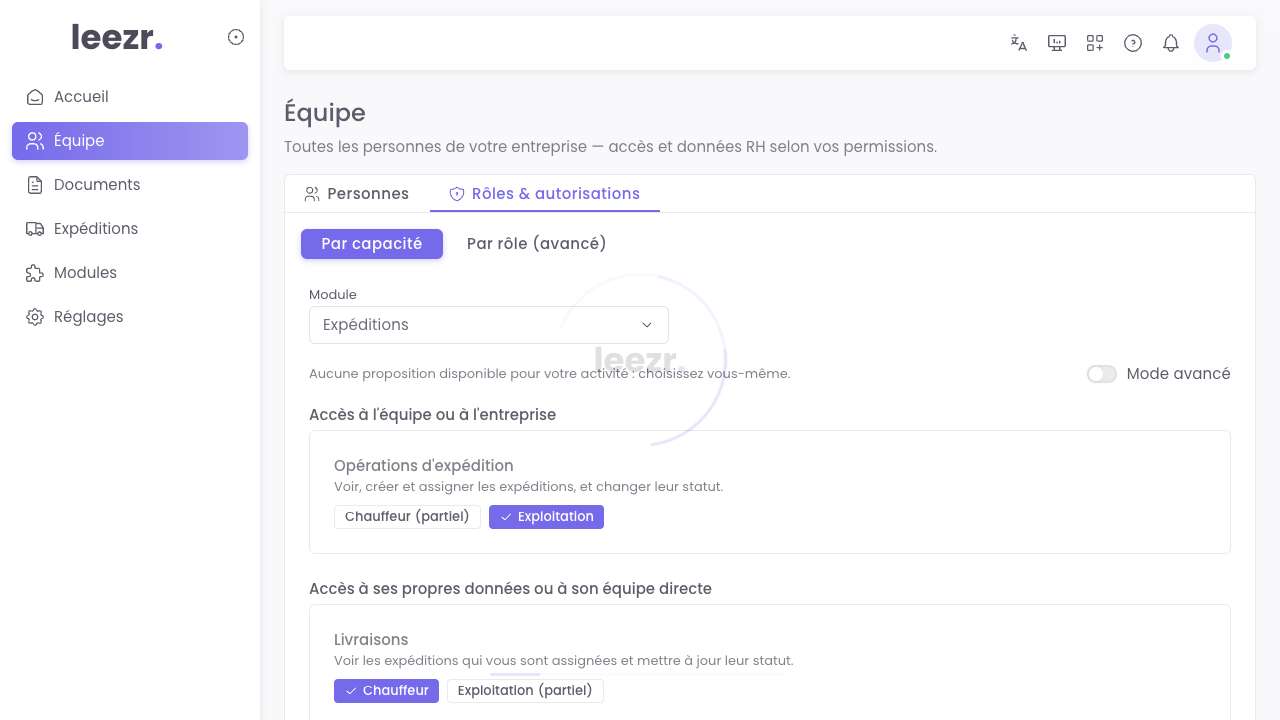 leezr.
Accueil
Équipe
Documents
Expéditions
Modules
Réglages
Équipe
Toutes les personnes de votre entreprise — accès et données RH selon vos permissions.
Personnes
Rôles & autorisations
Par capacité
Par rôle (avancé)
Module
Expéditions
leezr.
Aucune proposition disponible pour votre activité : choisissez vous-même.
Mode avancé
Accès à l'équipe ou à l'entreprise
Opérations d'expédition
Voir, créer et assigner les expéditions, et changer leur statut.
Chauffeur (partiel)
Exploitation
Accès à ses propres données ou à son équipe directe
Livraisons
Voir les expéditions qui vous sont assignées et mettre à jour leur statut.
Chauffeur
Exploitation (partiel)